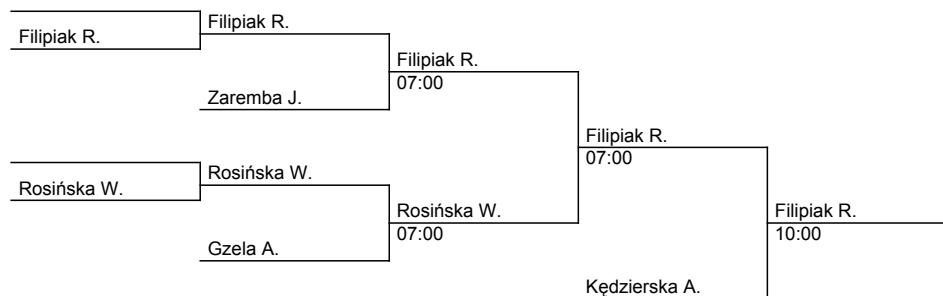 Filipiak R.
Filipiak R.
Filipiak R.
07:00
Zaremba J.
Filipiak R.
07:00
Rosińska W.
Rosińska W.
Rosińska W.
07:00
Filipiak R.
10:00
Gzela A.
Kędzierska A.